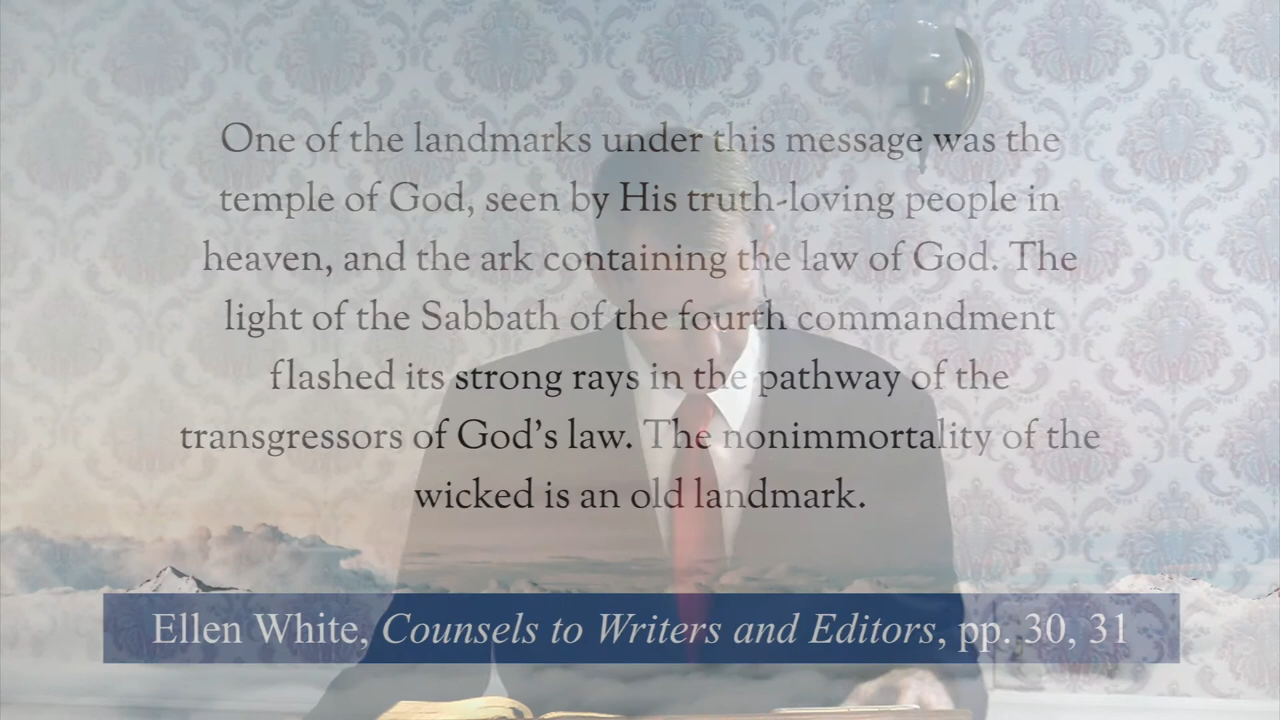 One of the landmarks under this message was the
temple of God, seen by His truth-loving people in
heaven, and the ark containing the law of God. The
light of the Sabbath of the fourth commandment
flashed its strong rays in the pathway of the
transgressors of God's law. The nonimmortality of the
wicked is an old landmark.
Ellen White, Counsels to Writers and Editors, pp. 30, 31